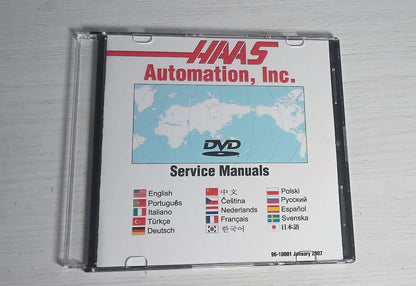 HAAS
Automation, Inc.
DVD
Service Manuals
English 中文 Polski
Português Čeština Русский
Italiano Nederlands Español
Türkçe Français Svenska
Deutsch 한국어 日本語
96-10001 January 2007